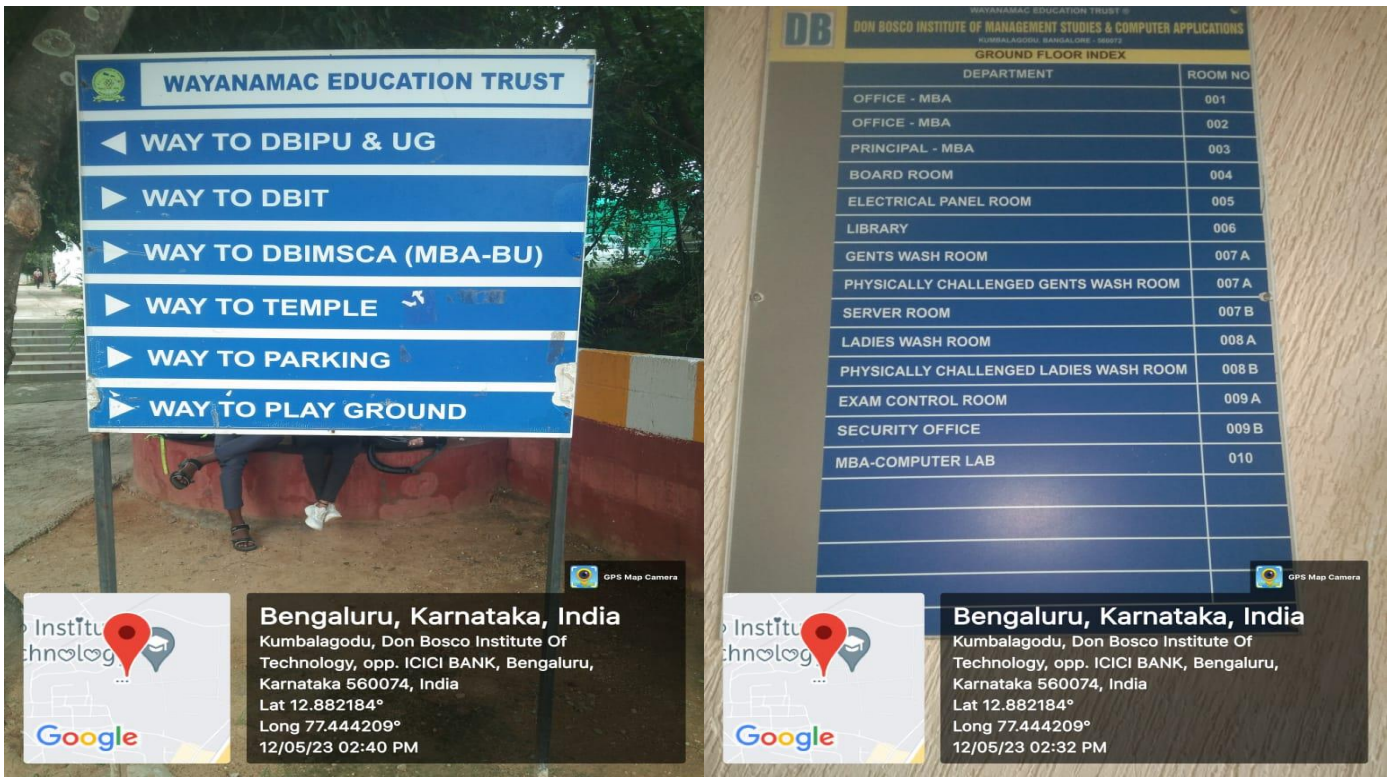 WAYANAMAC EDUCATION TRUST
WAY TO DBIPU & UG
WAY TO DBIT
WAY TO DBIMSCA (MBA-BU)
WAY TO TEMPLE
WAY TO PARKING
WAY TO PLAY GROUND
GPS Map Camera
Institu
chnolog
Google
Bengaluru, Karnataka, India
Kumbalagodu, Don Bosco Institute Of
Technology, opp. ICICI BANK, Bengaluru,
Karnataka 560074, India
Lat 12.882184°
Long 77.444209°
12/05/23 02:40 PM
WAYANAMAC EDUCATION TRUST ®
DB
DON BOSCO INSTITUTE OF MANAGEMENT STUDIES & COMPUTER APPLICATIONS
KUMBALAGODU, BANGALORE - 560072
GROUND FLOOR INDEX
DEPARTMENT ROOM NO
OFFICE - MBA 001
OFFICE - MBA 002
PRINCIPAL - MBA 003
BOARD ROOM 004
ELECTRICAL PANEL ROOM 005
LIBRARY 006
GENTS WASH ROOM 007 A
PHYSICALLY CHALLENGED GENTS WASH ROOM 007 A
SERVER ROOM 007 B
LADIES WASH ROOM 008 A
PHYSICALLY CHALLENGED LADIES WASH ROOM 008 B
EXAM CONTROL ROOM 009 A
SECURITY OFFICE 009 B
MBA-COMPUTER LAB 010
GPS Map Camera
Institu
chnolog
Google
Bengaluru, Karnataka, India
Kumbalagodu, Don Bosco Institute Of
Technology, opp. ICICI BANK, Bengaluru,
Karnataka 560074, India
Lat 12.882184°
Long 77.444209°
12/05/23 02:32 PM